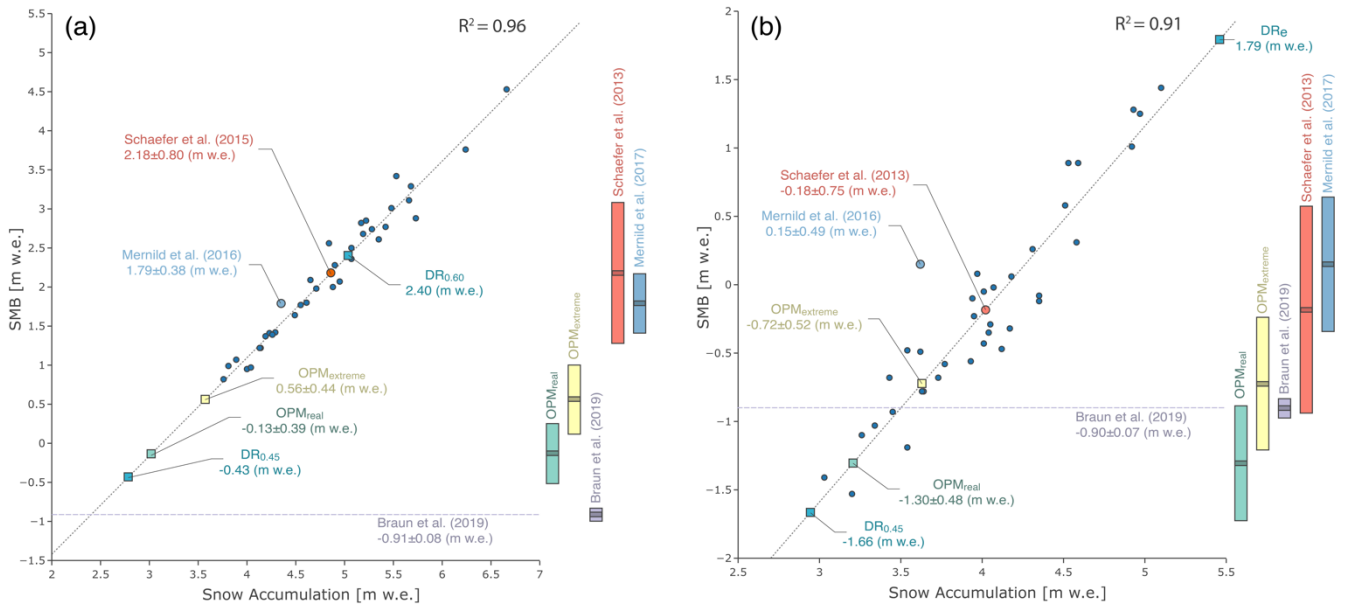 (a)
R² = 0.96
SMB [m w.e.]
5.5
5
4.5
4
3.5
3
2.5
2
1.5
1
0.5
0
−0.5
−1
−1.5
Schaefer et al. (2015)
2.18±0.80 (m w.e.)
Mernild et al. (2016)
1.79±0.38 (m w.e.)
DR0.60
2.40 (m w.e.)
OPMextreme
0.56±0.44 (m w.e.)
OPMreal
-0.13±0.39 (m w.e.)
DR0.45
-0.43 (m w.e.)
Braun et al. (2019)
-0.91±0.08 (m w.e.)
2
2.5
3
3.5
4
4.5
5
5.5
6
6.5
7
Snow Accumulation [m w.e.]
OPMreal
OPMextreme
Braun et al. (2019)
Schaefer et al. (2013)
Mernild et al. (2017)
(b)
R² = 0.91
SMB [m w.e.]
2
1.5
1
0.5
0
−0.5
−1
−1.5
−2
DRe
1.79 (m w.e.)
Schaefer et al. (2013)
-0.18±0.75 (m w.e.)
Mernild et al. (2016)
0.15±0.49 (m w.e.)
OPMextreme
-0.72±0.52 (m w.e.)
Braun et al. (2019)
-0.90±0.07 (m w.e.)
OPMreal
-1.30±0.48 (m w.e.)
DR0.45
-1.66 (m w.e.)
2.5
3
3.5
4
4.5
5
5.5
Snow Accumulation [m w.e.]
OPMreal
OPMextreme
Braun et al. (2019)
Schaefer et al. (2013)
Mernild et al. (2017)